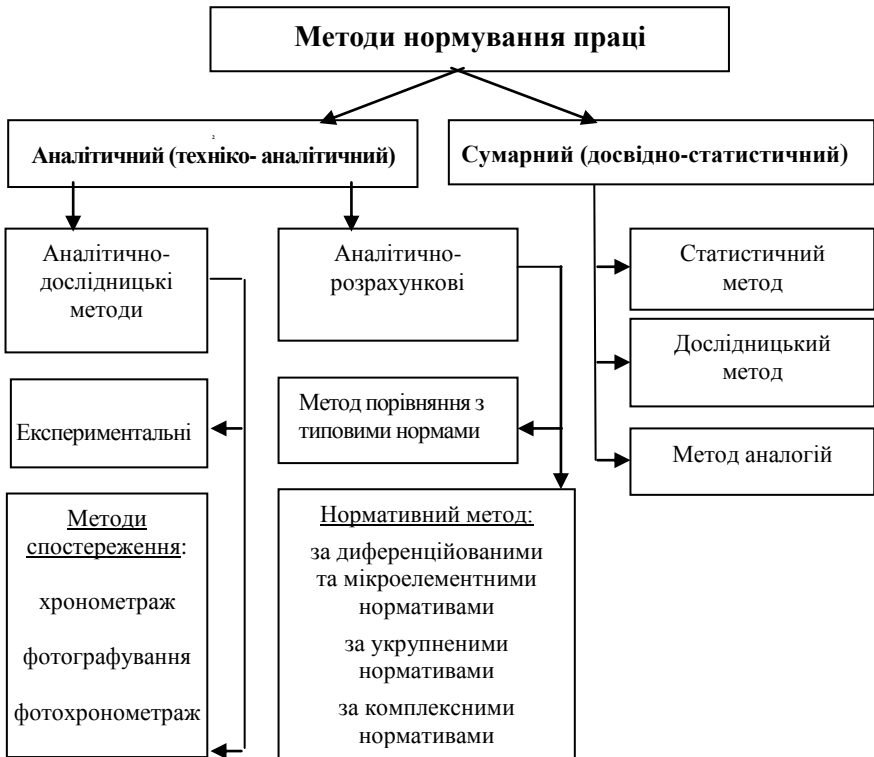 Методи нормування праці
2
Аналітичний (техніко- аналітичний)
Сумарний (досвідно-статистичний)
Аналітично-
дослідницькі
методи
Аналітично-
розрахункові
Статистичний
метод
Дослідницький
метод
Експериментальні
Метод порівняння з
типовими нормами
Метод аналогій
Методи
спостереження:
хронометраж
фотографування
фотохронометраж
Нормативний метод:
за диференційованими
та мікроелементними
нормативами
за укрупненими
нормативами
за комплексними
нормативами